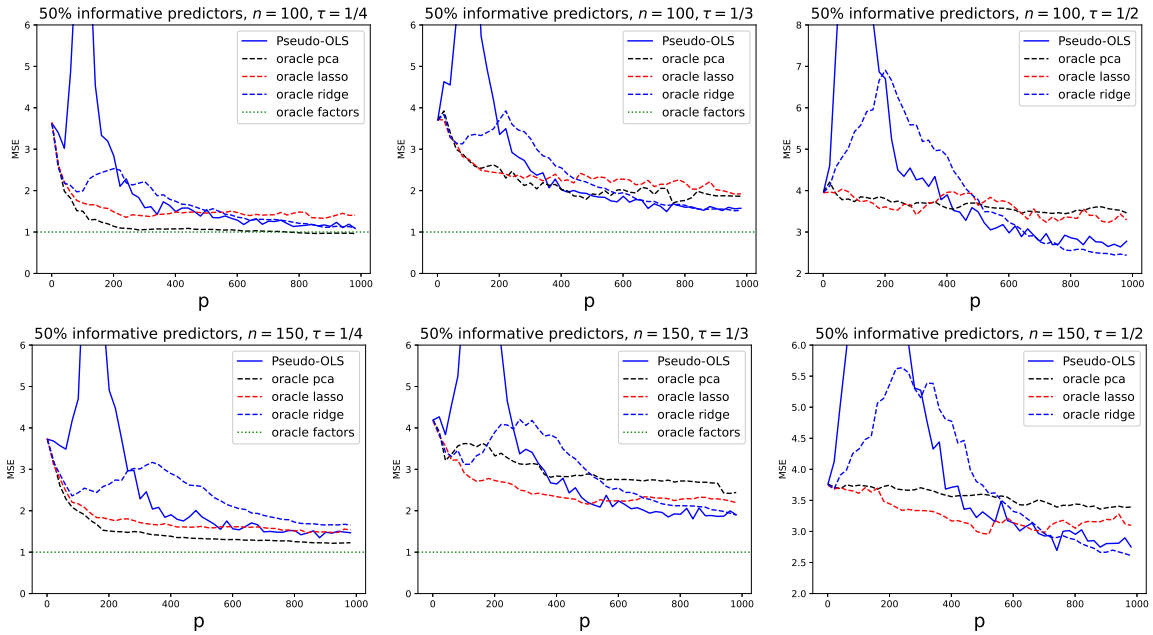 50% informative predictors, n = 100, τ = 1/4
6
5
4
3
2
1
0
MSE
0 200 400 600 800 1000
p
Pseudo-OLS
oracle pca
oracle lasso
oracle ridge
oracle factors
50% informative predictors, n = 100, τ = 1/3
6
5
4
3
2
1
0
MSE
0 200 400 600 800 1000
p
Pseudo-OLS
oracle pca
oracle lasso
oracle ridge
oracle factors
50% informative predictors, n = 100, τ = 1/2
8
7
6
5
4
3
2
MSE
0 200 400 600 800 1000
p
Pseudo-OLS
oracle pca
oracle lasso
oracle ridge
50% informative predictors, n = 150, τ = 1/4
6
5
4
3
2
1
0
MSE
0 200 400 600 800 1000
p
Pseudo-OLS
oracle pca
oracle lasso
oracle ridge
oracle factors
50% informative predictors, n = 150, τ = 1/3
6
5
4
3
2
1
0
MSE
0 200 400 600 800 1000
p
Pseudo-OLS
oracle pca
oracle lasso
oracle ridge
oracle factors
50% informative predictors, n = 150, τ = 1/2
6.0
5.5
5.0
4.5
4.0
3.5
3.0
2.5
2.0
MSE
0 200 400 600 800 1000
p
Pseudo-OLS
oracle pca
oracle lasso
oracle ridge